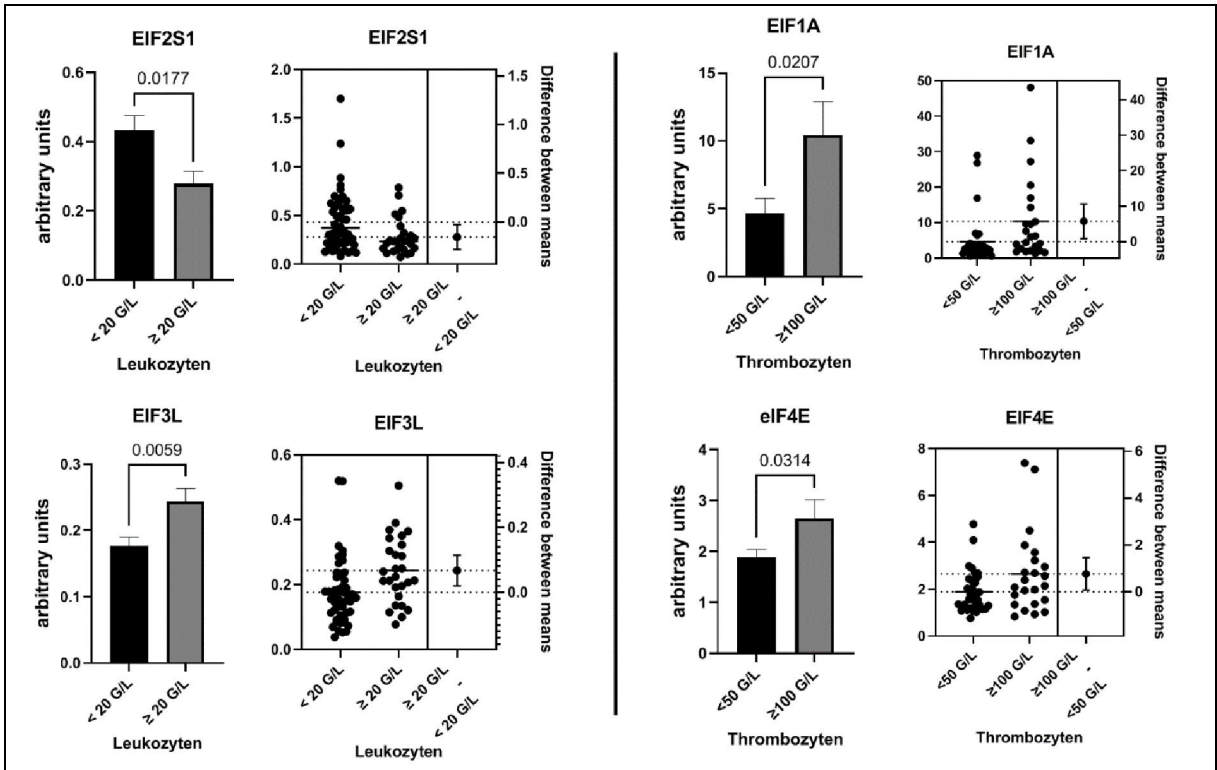 EIF2S1
arbitrary units
0.6
0.4
0.2
0.0
0.0177
< 20 G/L
≥ 20 G/L
Leukozyten
EIF2S1
2.0
1.5
1.0
0.5
0.0
1.5
1.0
0.5
0.0
Difference between means
< 20 G/L
≥ 20 G/L
≥ 20 G/L
-
< 20 G/L
Leukozyten
EIF3L
arbitrary units
0.3
0.2
0.1
0.0
0.0059
< 20 G/L
≥ 20 G/L
Leukozyten
EIF3L
0.6
0.4
0.2
0.0
0.4
0.2
0.0
Difference between means
< 20 G/L
≥ 20 G/L
≥ 20 G/L
-
< 20 G/L
Leukozyten
EIF1A
arbitrary units
15
10
5
0
0.0207
<50 G/L
≥100 G/L
Thrombozyten
EIF1A
50
40
30
20
10
0
40
30
20
10
0
Difference between means
<50 G/L
≥100 G/L
≥100 G/L
-
<50 G/L
Thrombozyten
eIF4E
arbitrary units
4
3
2
1
0
0.0314
<50 G/L
≥100 G/L
Thrombozyten
EIF4E
8
6
4
2
0
6
4
2
0
Difference between means
<50 G/L
≥100 G/L
≥100 G/L
-
<50 G/L
Thrombozyten